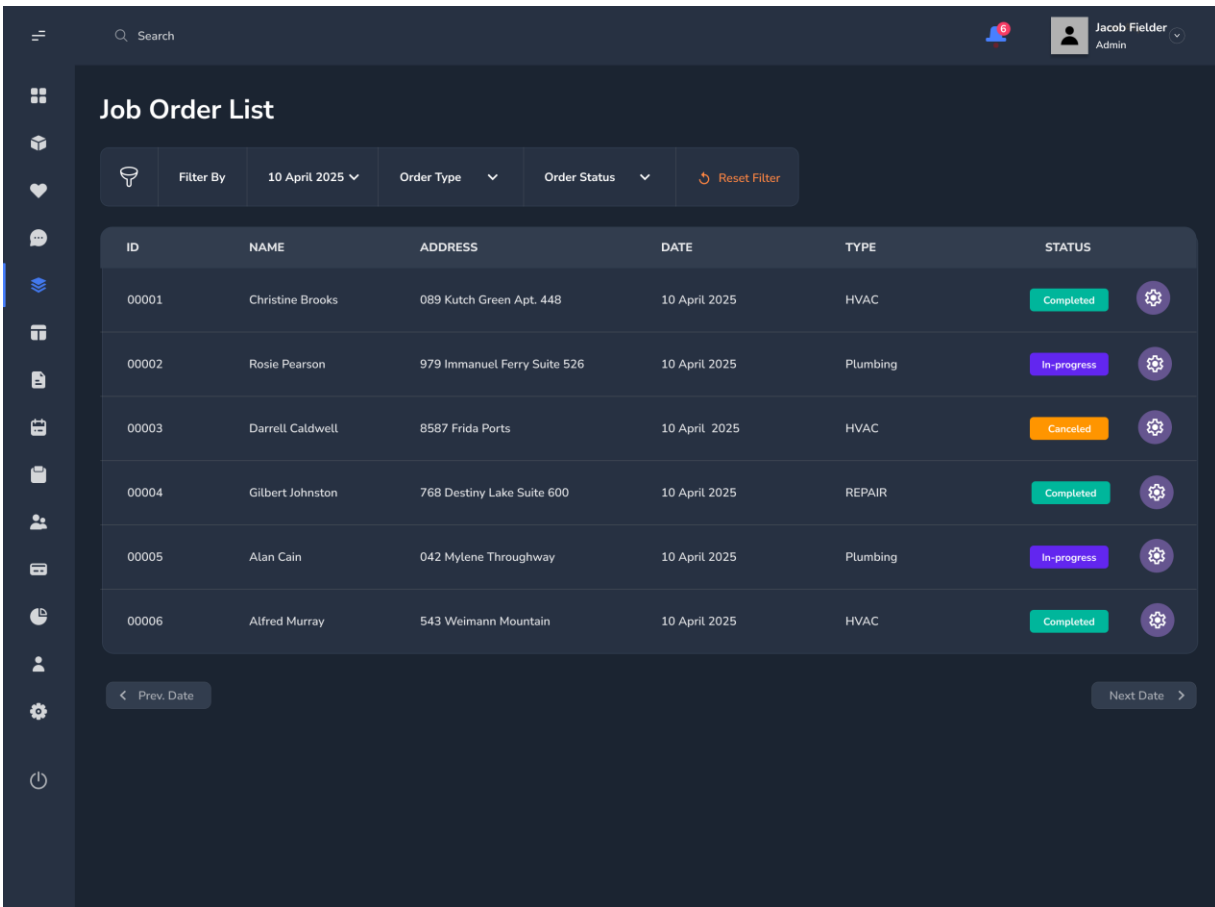 Search
6
Jacob Fielder
Admin
Job Order List
Filter By 10 April 2025 Order Type Order Status Reset Filter
ID NAME ADDRESS DATE TYPE STATUS
00001 Christine Brooks 089 Kutch Green Apt. 448 10 April 2025 HVAC Completed
00002 Rosie Pearson 979 Immanuel Ferry Suite 526 10 April 2025 Plumbing In-progress
00003 Darrell Caldwell 8587 Frida Ports 10 April 2025 HVAC Canceled
00004 Gilbert Johnston 768 Destiny Lake Suite 600 10 April 2025 REPAIR Completed
00005 Alan Cain 042 Mylene Throughway 10 April 2025 Plumbing In-progress
00006 Alfred Murray 543 Weimann Mountain 10 April 2025 HVAC Completed
Prev. Date Next Date